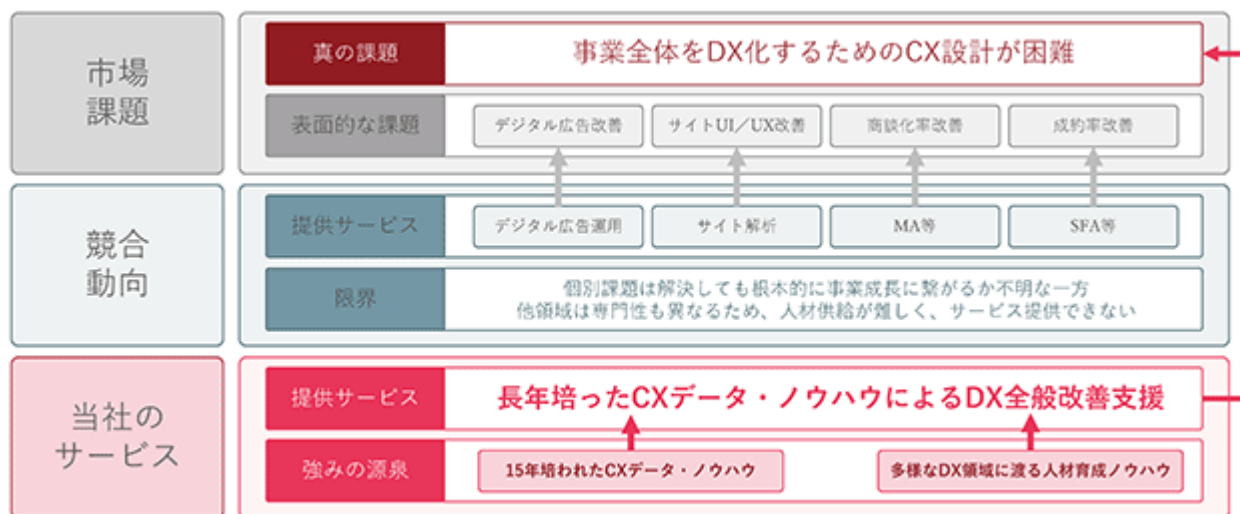 市場
課題
真の課題
事業全体をDX化するためのCX設計が困難
表面的な課題
デジタル広告改善
サイトUI／UX改善
商談化率改善
成約率改善
競合
動向
提供サービス
デジタル広告運用
サイト解析
MA等
SFA等
限界
個別課題は解決しても根本的に事業成長に繋がるか不明な一方
他領域は専門性も異なるため、人材供給が難しく、サービス提供できない
当社の
サービス
提供サービス
長年培ったCXデータ・ノウハウによるDX全般改善支援
強みの源泉
15年培われたCXデータ・ノウハウ
多様なDX領域に渡る人材育成ノウハウ